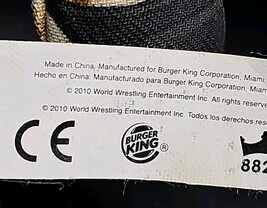 Made in China, Manufactured for Burger King Corporation, Miami,
Hecho en China: Manufacturado para Burger King Corporation, Miami
© 2010 World Wrestling Entertainment Inc. All rights reserve
© 2010 World Wrestling Entertainment Inc. Todos los derechos res
CE
BURGER
KING
882